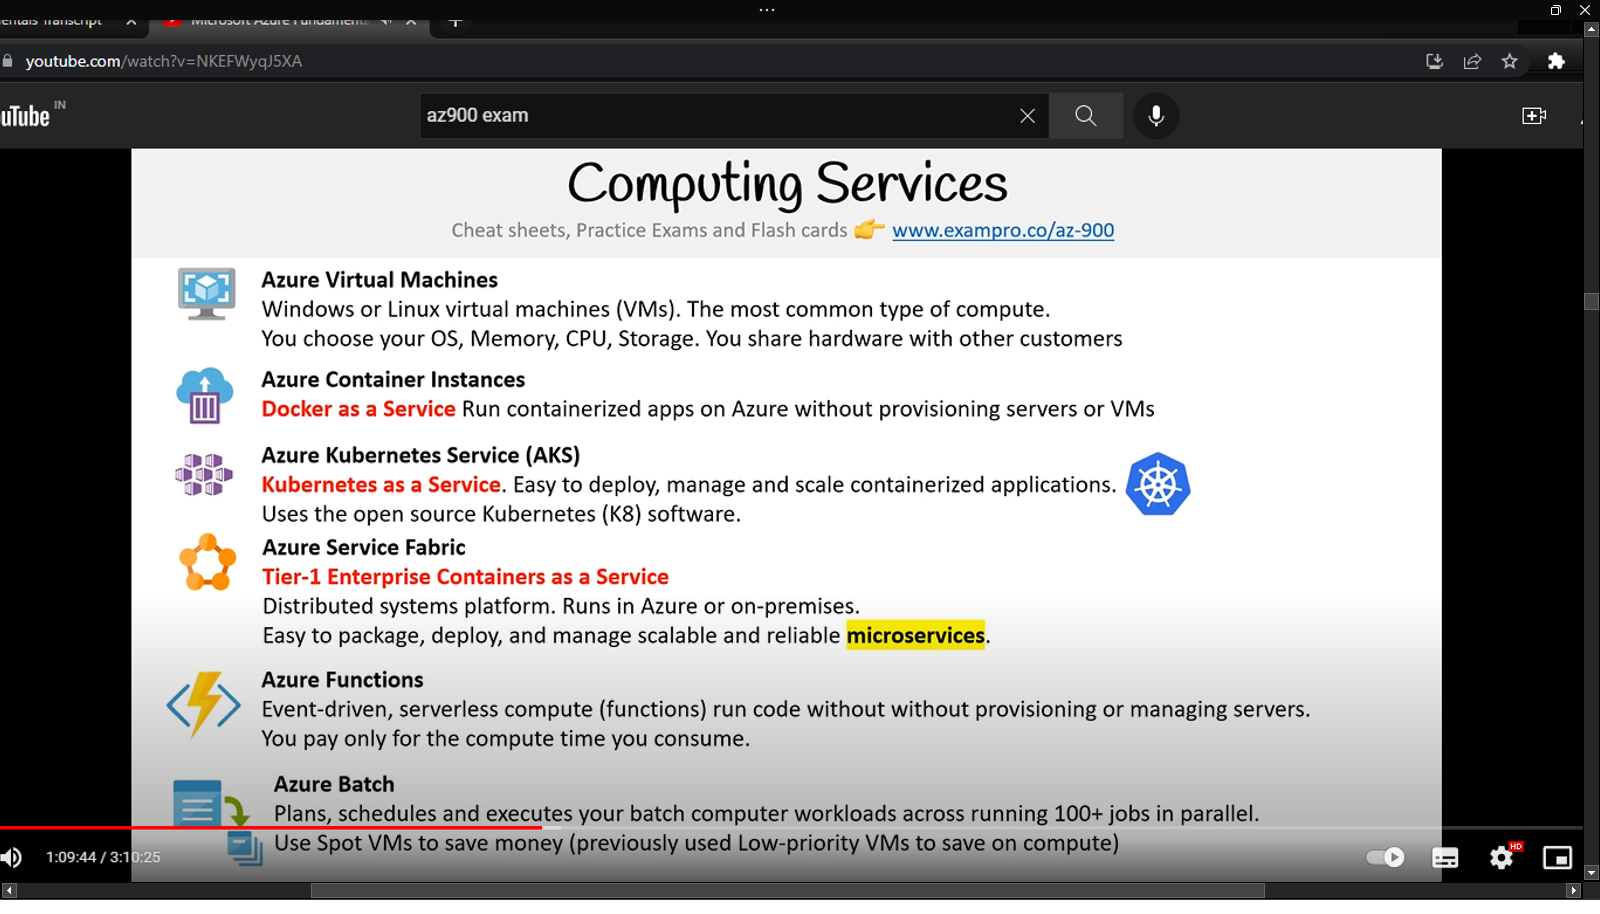 entals Transcript
Microsoft Azure Fundament
youtube.com/watch?v=NKEFWyqJ5XA
uTube IN
az900 exam
Computing Services
Cheat sheets, Practice Exams and Flash cards 👉 www.exampro.co/az-900
Azure Virtual Machines
Windows or Linux virtual machines (VMs). The most common type of compute.
You choose your OS, Memory, CPU, Storage. You share hardware with other customers
Azure Container Instances
Docker as a Service Run containerized apps on Azure without provisioning servers or VMs
Azure Kubernetes Service (AKS)
Kubernetes as a Service. Easy to deploy, manage and scale containerized applications.
Uses the open source Kubernetes (K8) software.
Azure Service Fabric
Tier-1 Enterprise Containers as a Service
Distributed systems platform. Runs in Azure or on-premises.
Easy to package, deploy, and manage scalable and reliable microservices.
Azure Functions
Event-driven, serverless compute (functions) run code without without provisioning or managing servers.
You pay only for the compute time you consume.
Azure Batch
Plans, schedules and executes your batch computer workloads across running 100+ jobs in parallel.
Use Spot VMs to save money (previously used Low-priority VMs to save on compute)
1:09:44 / 3:10:25
HD